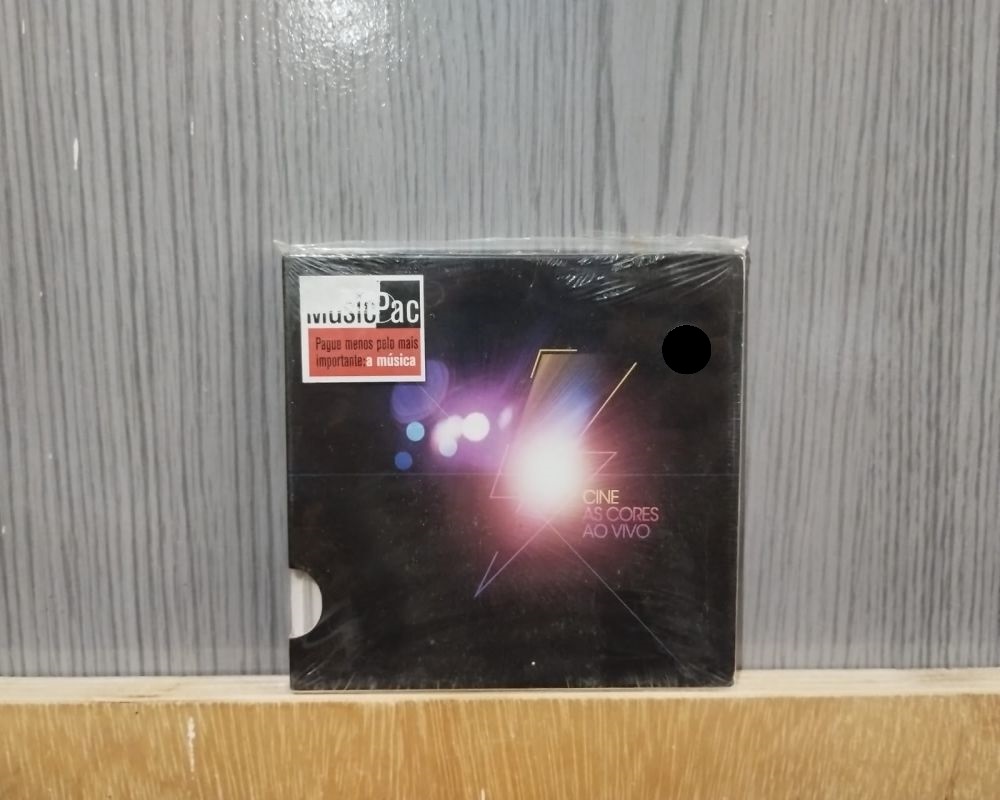 MusicPac
Pague menos pelo mais
importante: a música
CINE
AS CORES
AO VIVO